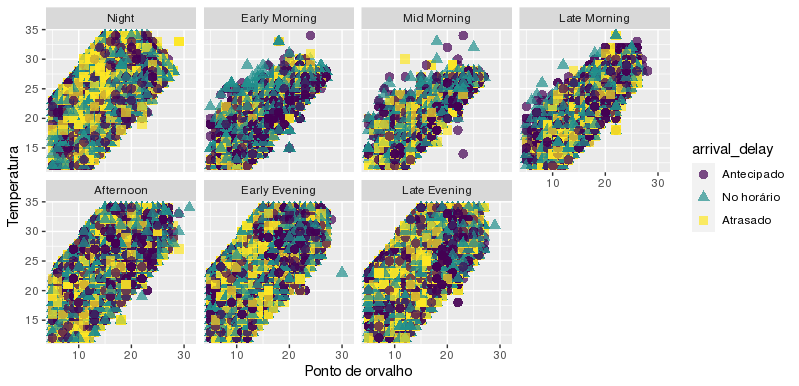 Night Early Morning Mid Morning Late Morning
35
30
25
20
15
10 20 30
Afternoon Early Evening Late Evening
35
30
25
20
15
10 20 30 10 20 30 10 20 30
Temperatura
Ponto de orvalho
arrival_delay
Antecipado
No horário
Atrasado